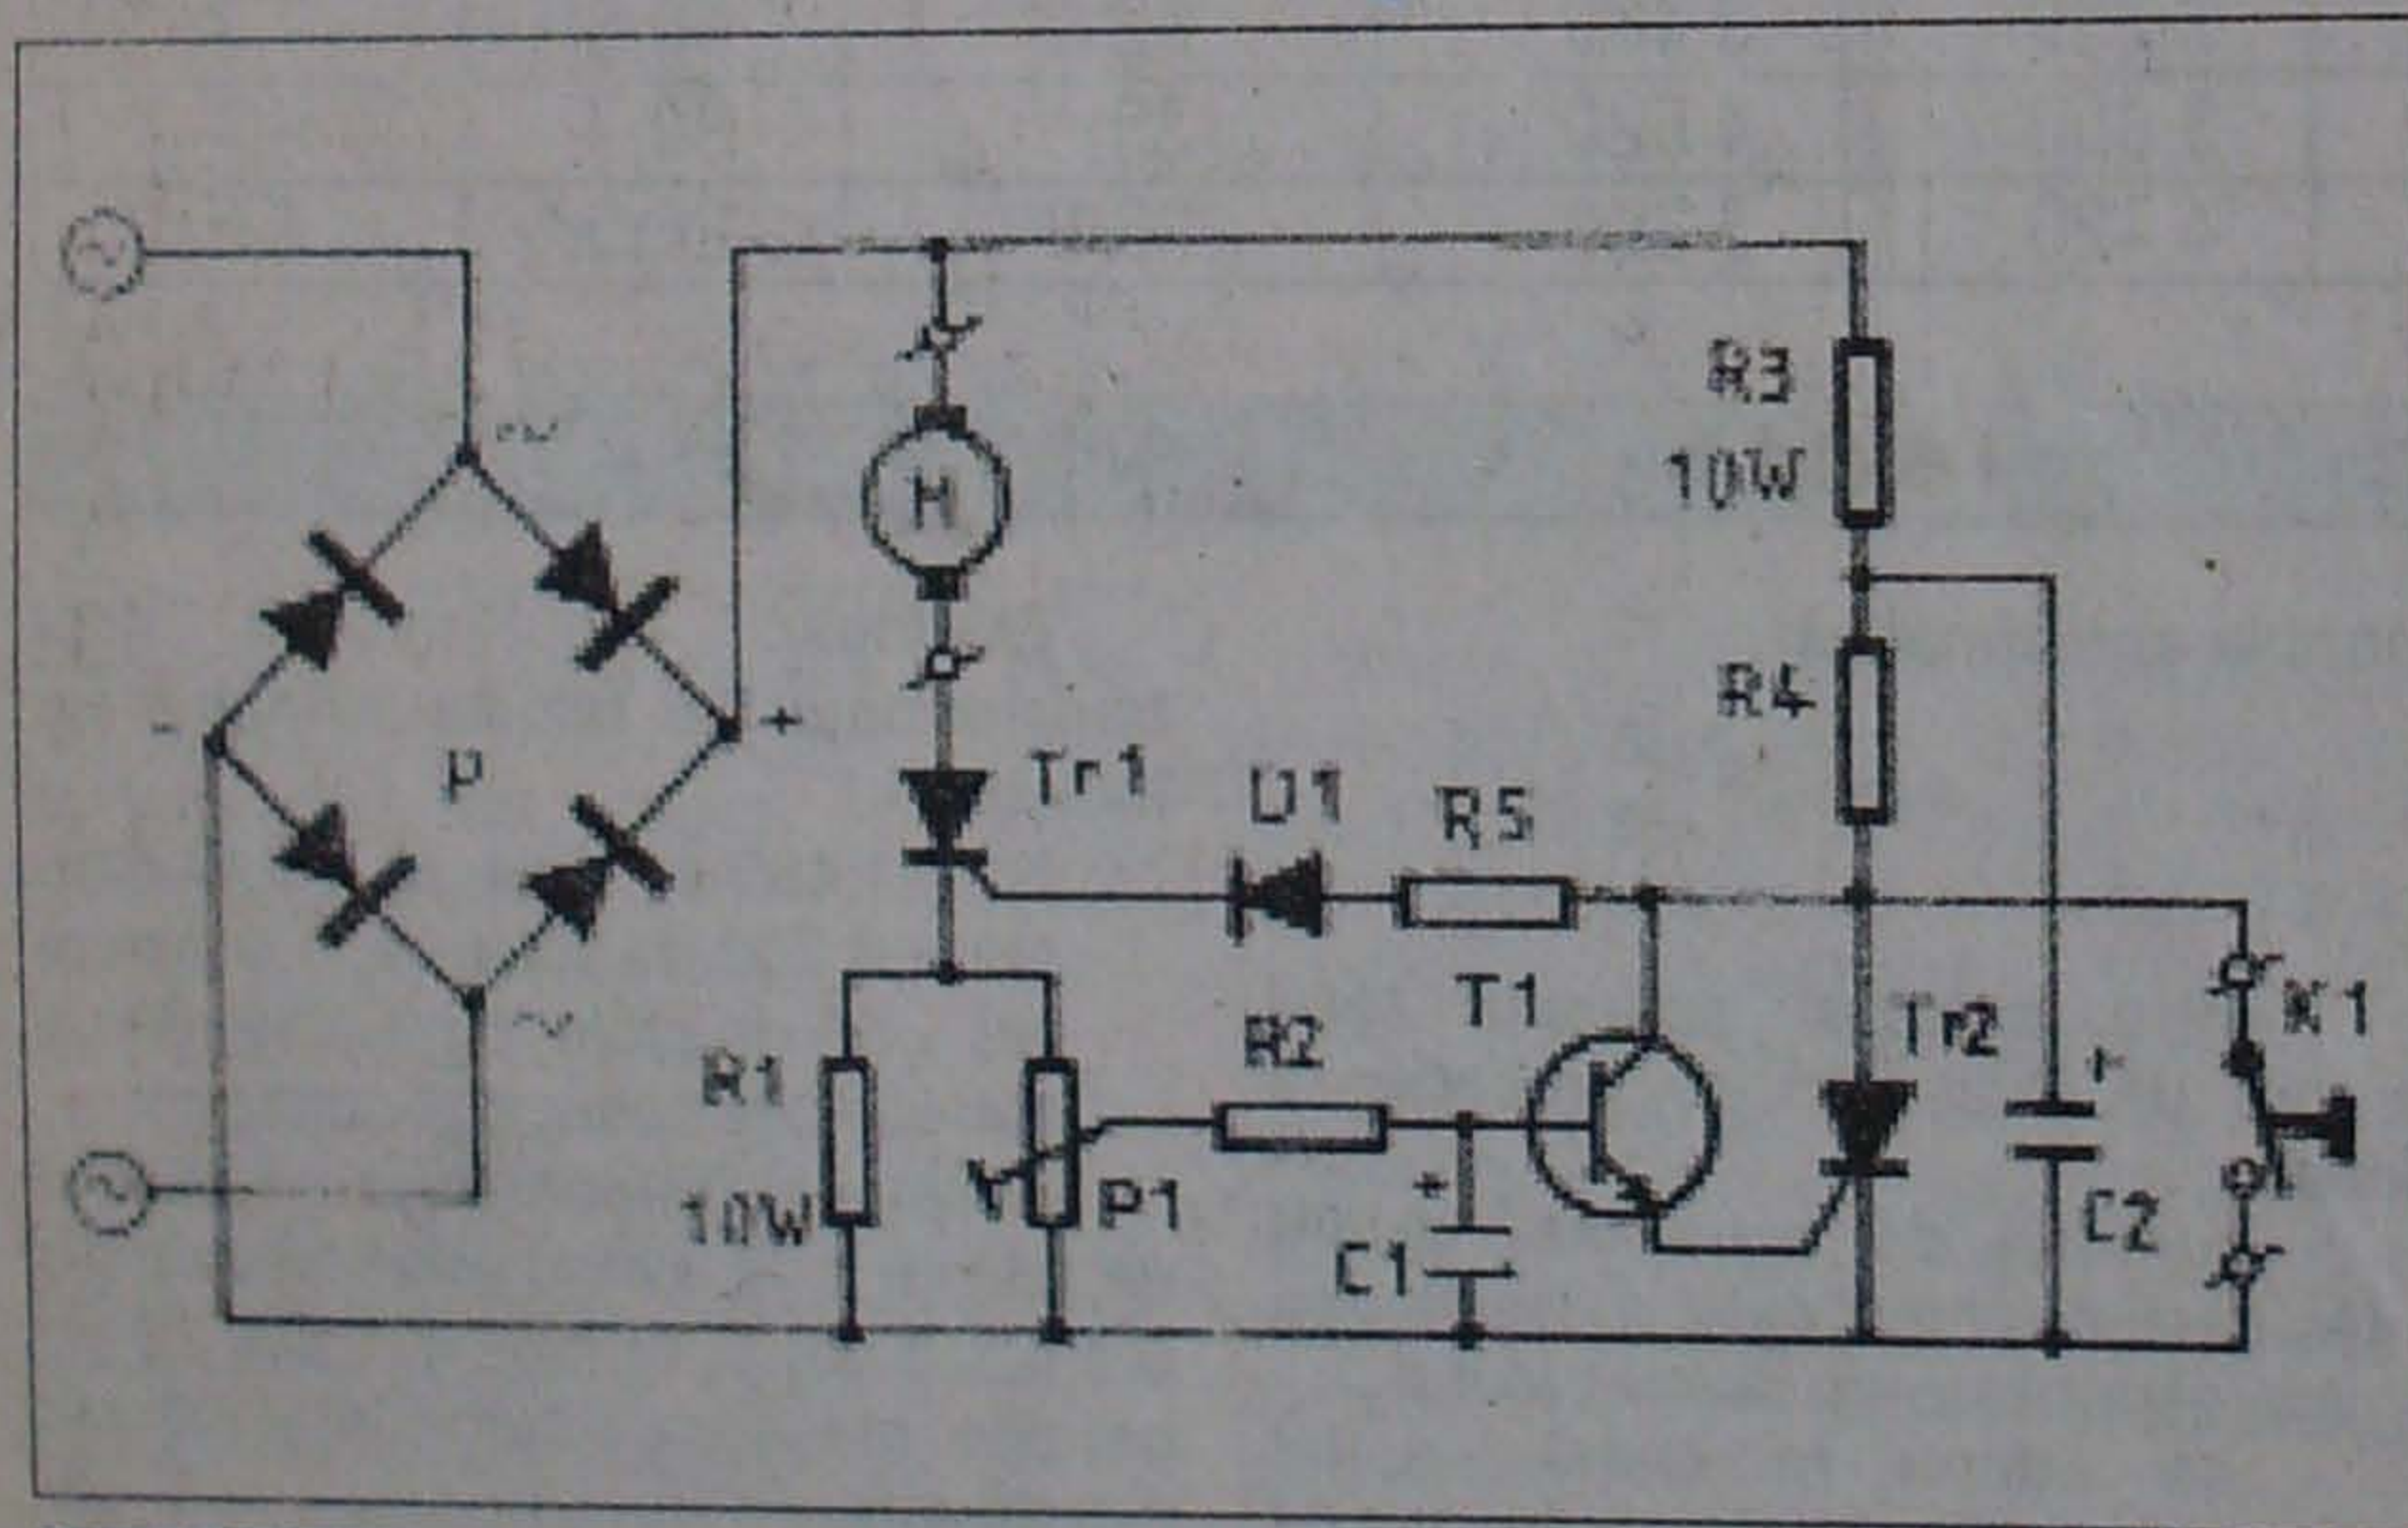 ~
~
R3
10W
H
R4
-
P
+
Tr1
D1
R5
~
T1
Tr2
K1
R1
R2
+
10W
P1
+
C1
C2
~